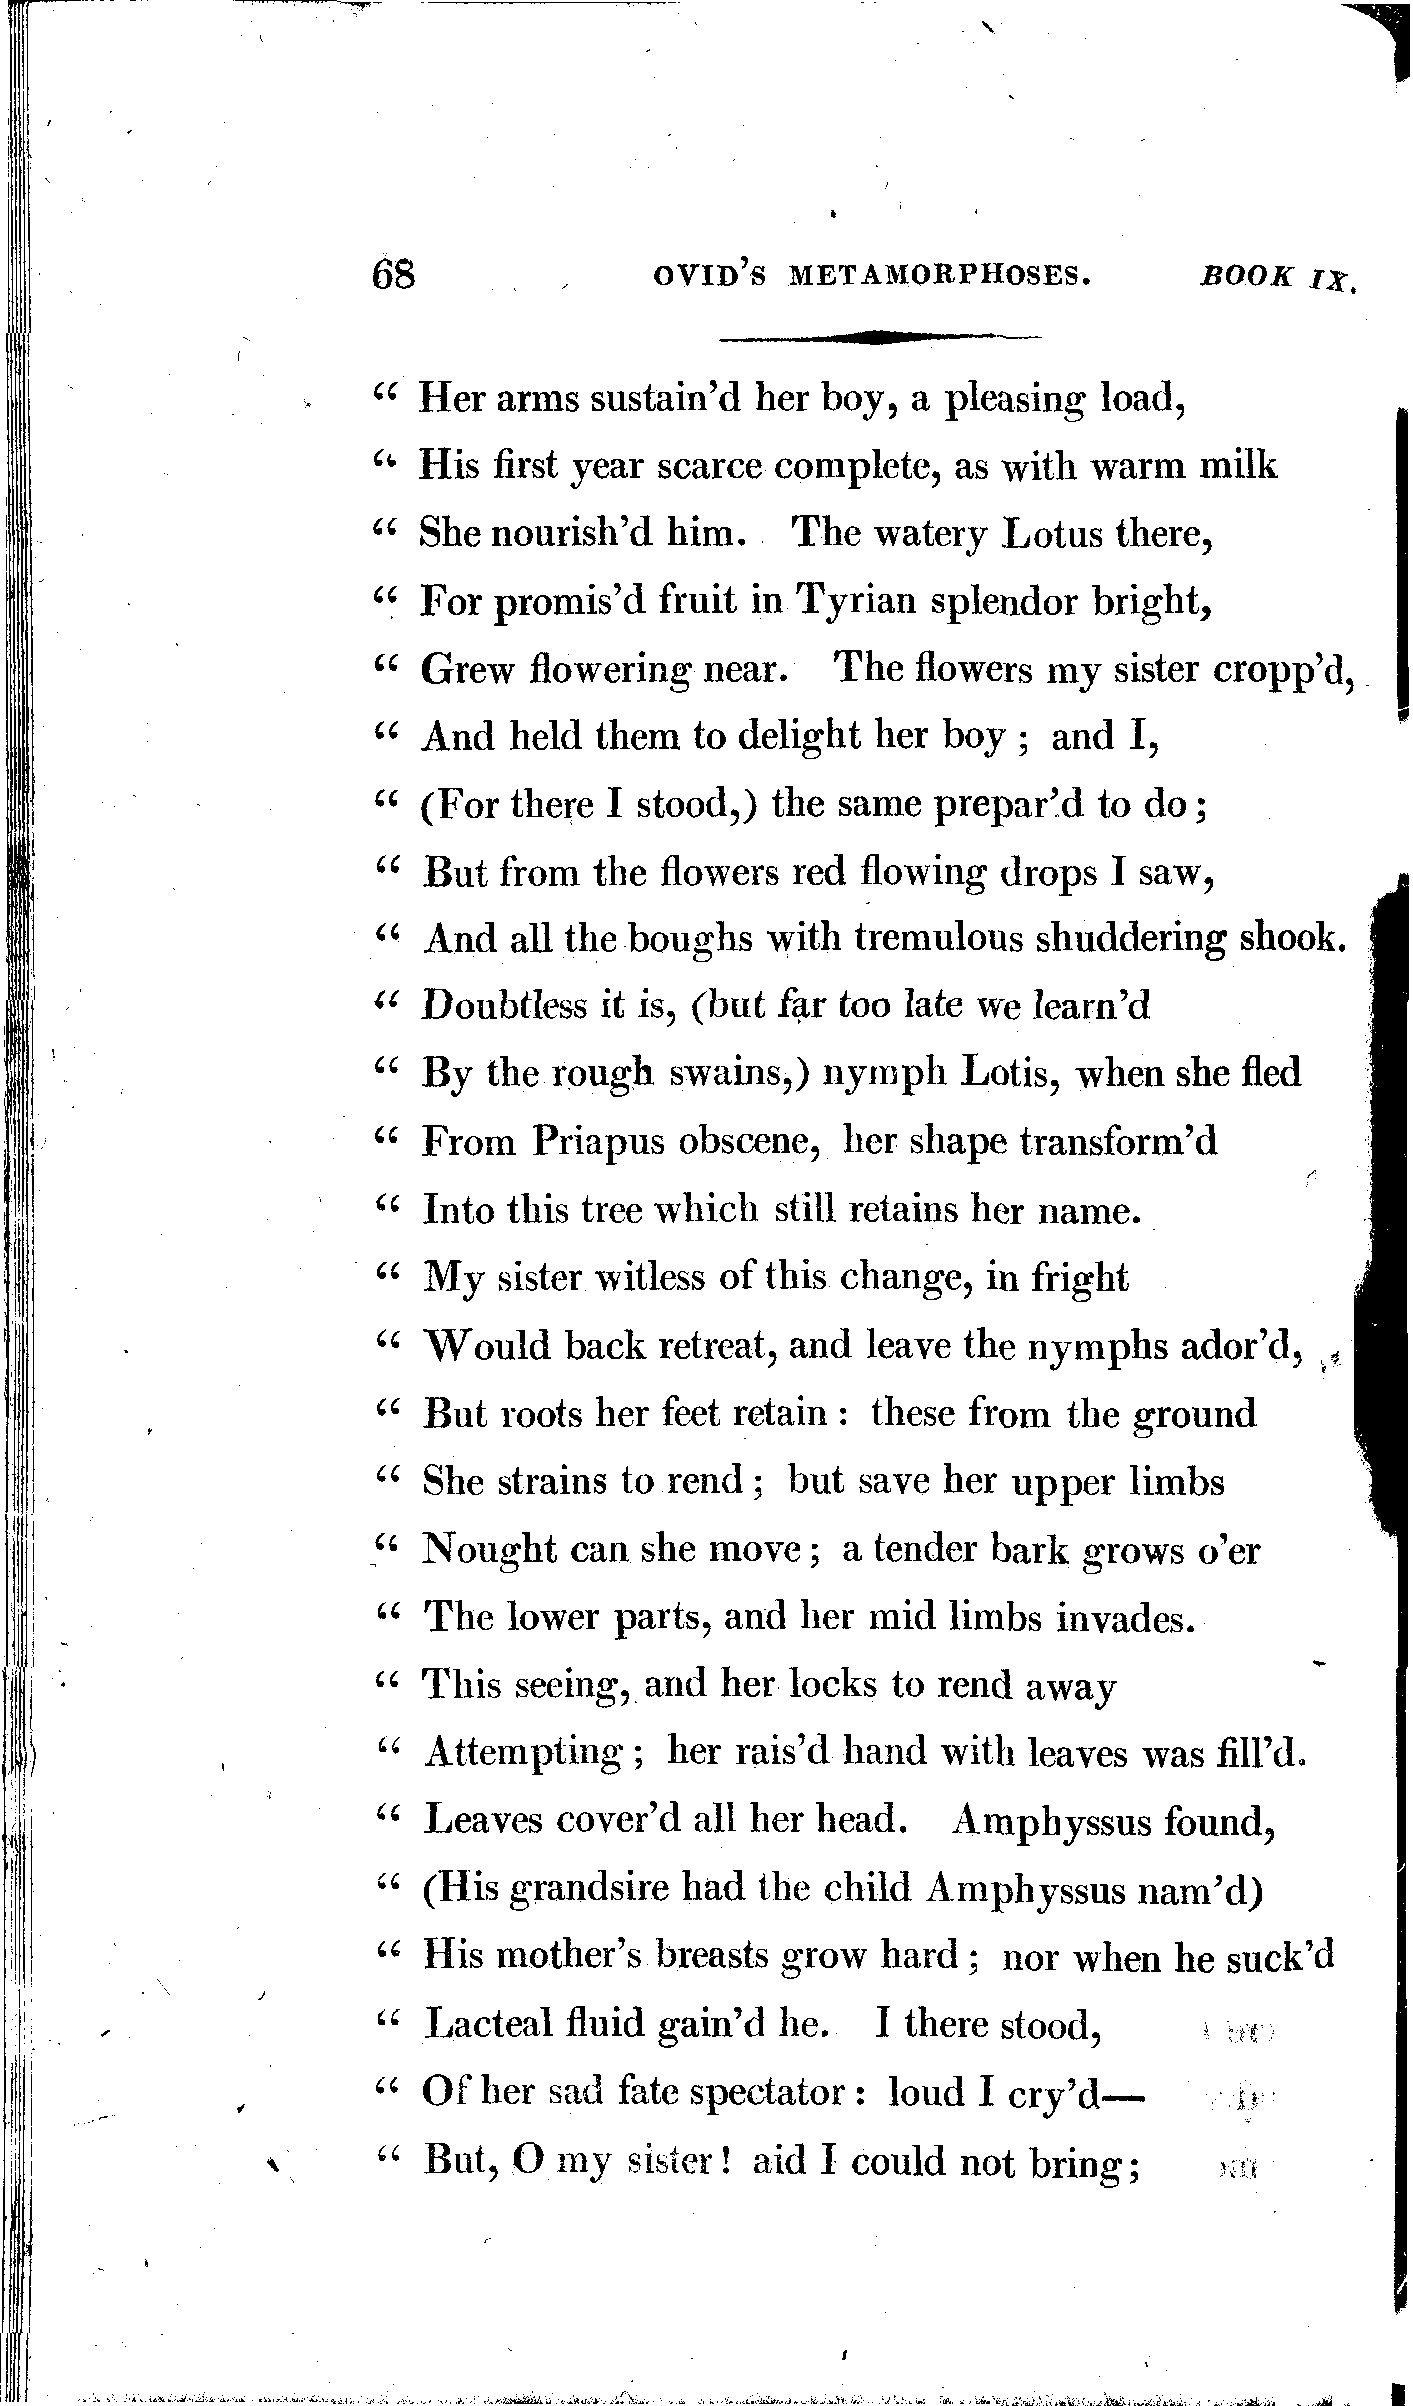 68 OVID'S METAMORPHOSES. BOOK IX.
“ Her arms sustain'd her boy, a pleasing load,
“ His first year scarce complete, as with warm milk
“ She nourish'd him. The watery Lotus there,
“ For promis'd fruit in Tyrian splendor bright,
“ Grew flowering near. The flowers my sister cropp'd,
“ And held them to delight her boy ; and I,
“ (For there I stood,) the same prepar'd to do ;
“ But from the flowers red flowing drops I saw,
“ And all the boughs with tremulous shuddering shook.
“ Doubtless it is, (but far too late we learn'd
“ By the rough swains,) nymph Lotis, when she fled
“ From Priapus obscene, her shape transform'd
“ Into this tree which still retains her name.
“ My sister witless of this change, in fright
“ Would back retreat, and leave the nymphs ador'd,
“ But roots her feet retain : these from the ground
“ She strains to rend ; but save her upper limbs
“ Nought can she move ; a tender bark grows o'er
“ The lower parts, and her mid limbs invades.
“ This seeing, and her locks to rend away
“ Attempting ; her rais'd hand with leaves was fill'd.
“ Leaves cover'd all her head. Amphyssus found,
“ (His grandsire had the child Amphyssus nam'd)
“ His mother's breasts grow hard ; nor when he suck'd
“ Lacteal fluid gain'd he. I there stood,
“ Of her sad fate spectator : loud I cry'd—
“ But, O my sister! aid I could not bring;